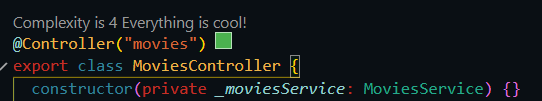 Complexity is 4 Everything is cool!
@Controller("movies")
export class MoviesController {
constructor(private _moviesService: MoviesService) {}